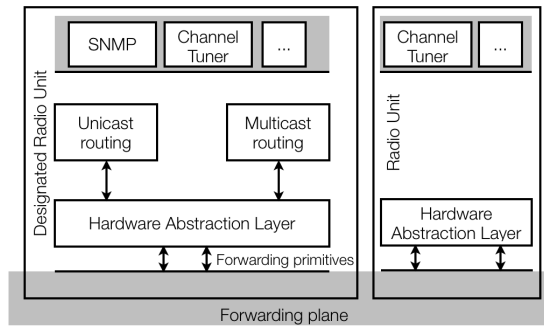 Designated Radio Unit
SNMP
Channel
Tuner
...
Unicast
routing
Multicast
routing
Hardware Abstraction Layer
Forwarding primitives
Radio Unit
Channel
Tuner
...
Hardware
Abstraction Layer
Forwarding plane